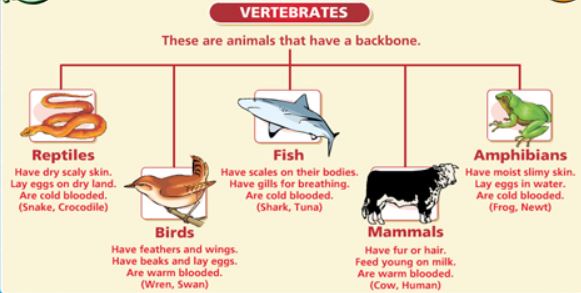 VERTEBRATES
These are animals that have a backbone.
Reptiles
Have dry scaly skin.
Lay eggs on dry land.
Are cold blooded.
(Snake, Crocodile)
Birds
Have feathers and wings.
Have beaks and lay eggs.
Are warm blooded.
(Wren, Swan)
Fish
Have scales on their bodies.
Have gills for breathing.
Are cold blooded.
(Shark, Tuna)
Mammals
Have fur or hair.
Feed young on milk.
Are warm blooded.
(Cow, Human)
Amphibians
Have moist slimy skin.
Lay eggs in water.
Are cold blooded.
(Frog, Newt)